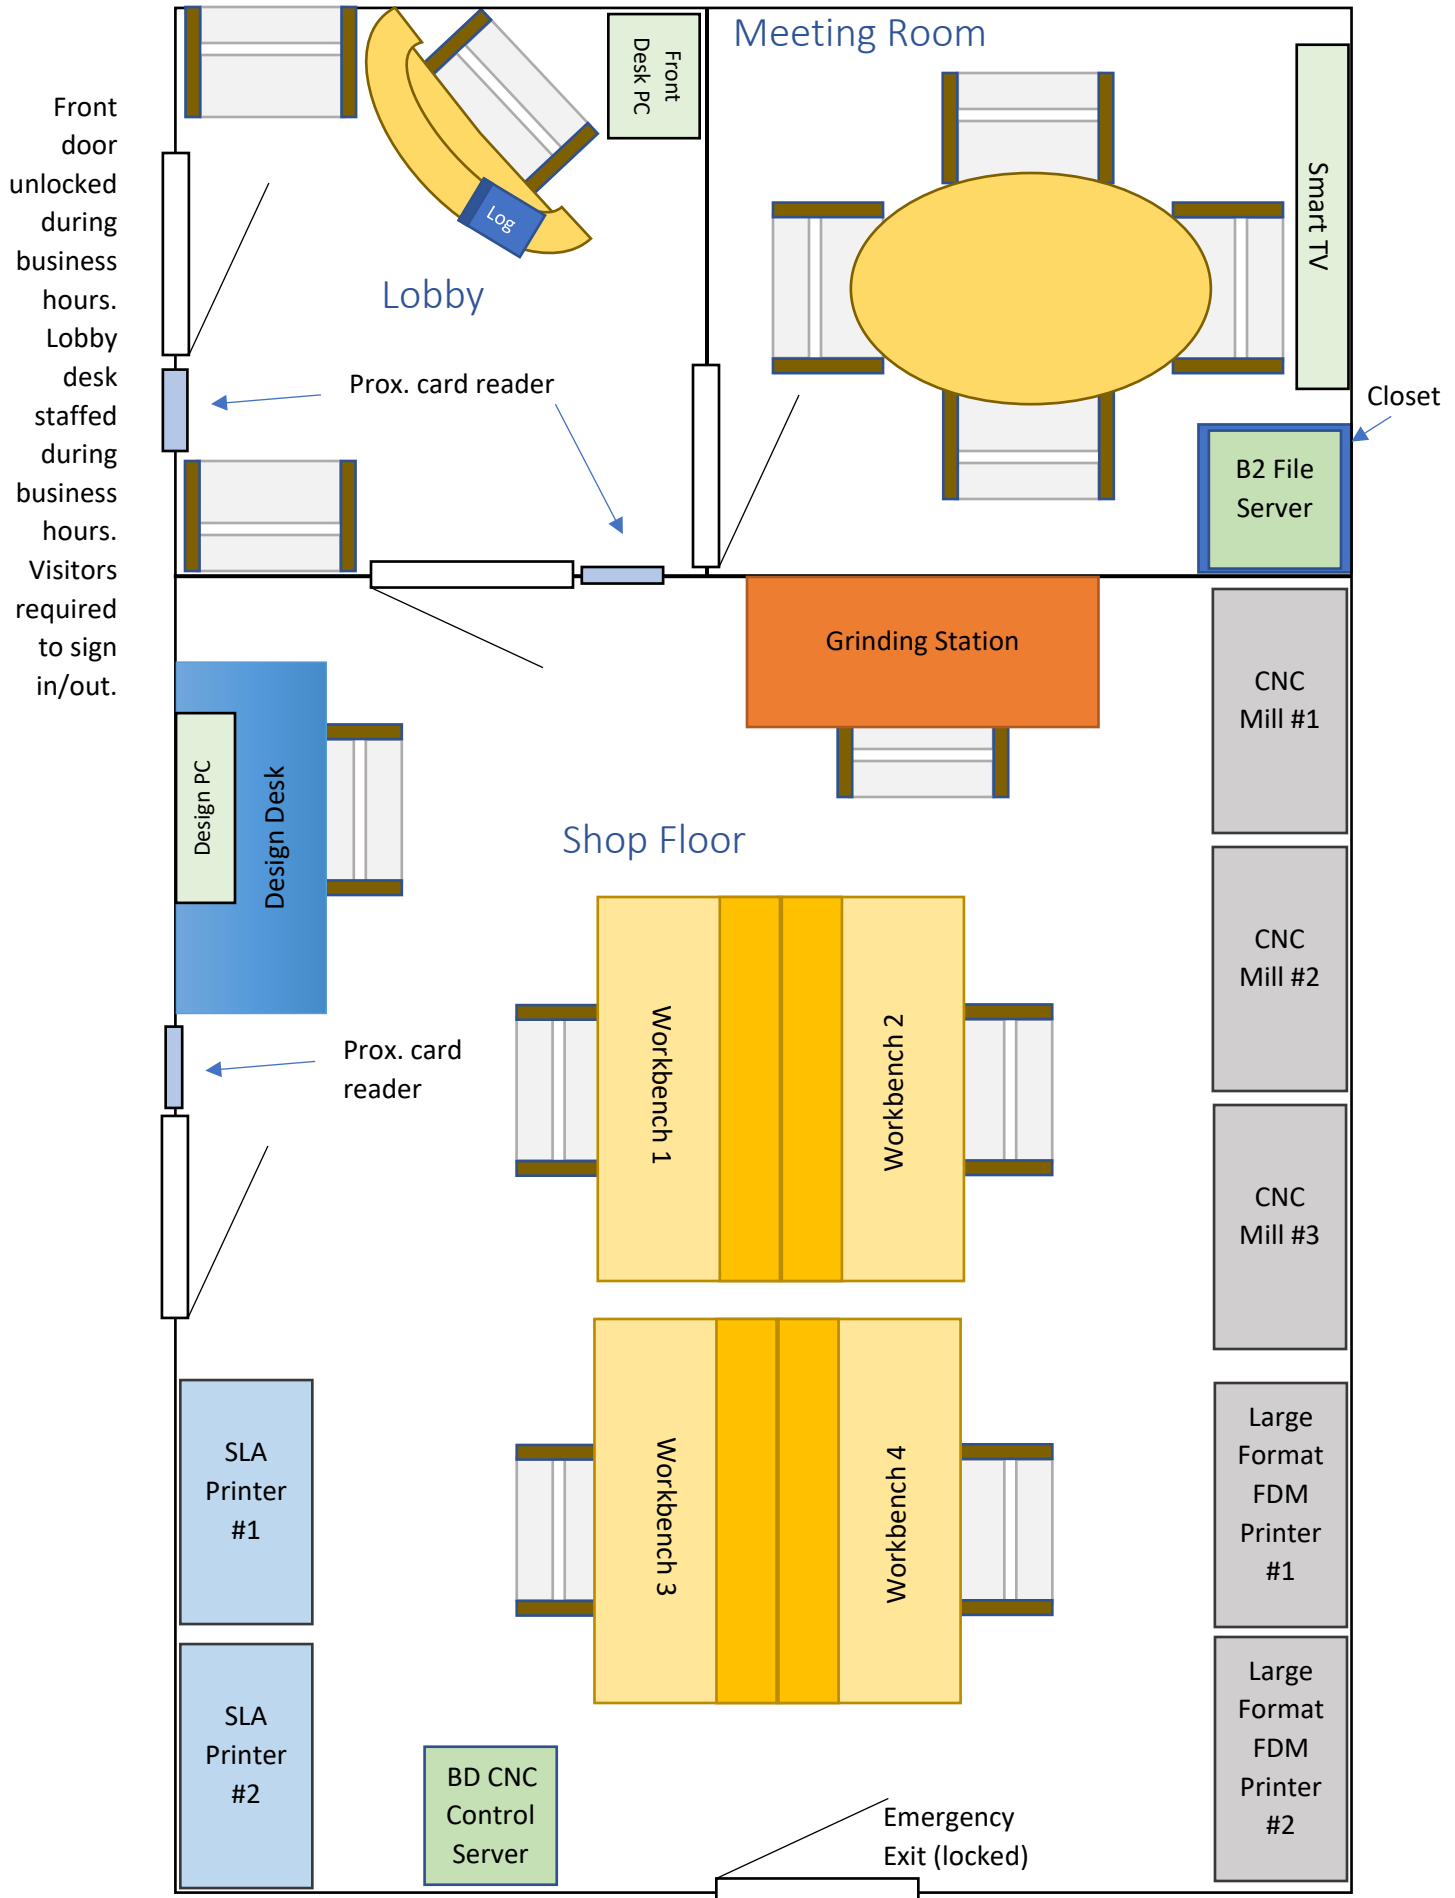 Meeting Room
Front
Desk PC
Smart TV
Front
door
unlocked
during
business
hours.
Lobby
desk
staffed
during
business
hours.
Visitors
required
to sign
in/out.
Log
Lobby
Prox. card reader
Closet
B2 File
Server
Grinding Station
CNC
Mill #1
Design PC
Design Desk
Shop Floor
CNC
Mill #2
Workbench 1
Workbench 2
Prox. card
reader
CNC
Mill #3
SLA
Printer
#1
Workbench 3
Workbench 4
Large
Format
FDM
Printer
#1
SLA
Printer
#2
BD CNC
Control
Server
Emergency
Exit (locked)
Large
Format
FDM
Printer
#2